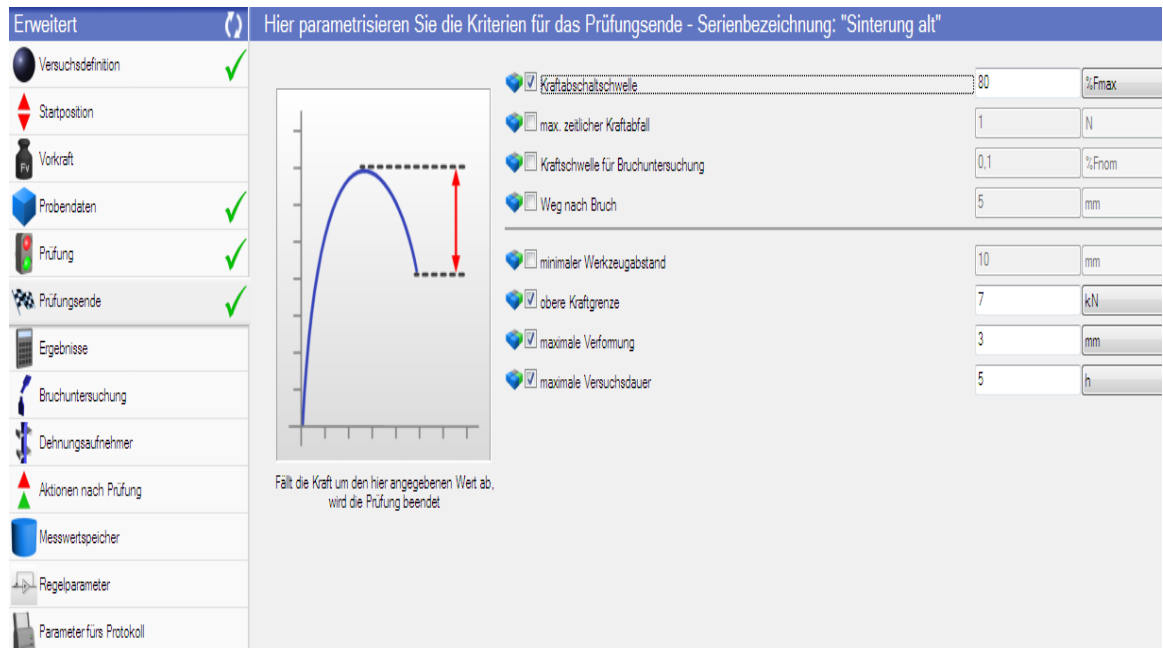 Erweitert
Hier parametrisieren Sie die Kriterien für das Prüfungsende - Serienbezeichnung: "Sinterung alt"
Versuchsdefinition
Startposition
Fv
Vorkraft
Probendaten
Prüfung
Prüfungsende
Ergebnisse
Bruchuntersuchung
Dehnungsaufnehmer
Aktionen nach Prüfung
Messwertspeicher
Regelparameter
Parameter fürs Protokoll
Fällt die Kraft um den hier angegebenen Wert ab,
wird die Prüfung beendet
Kraftabschaltschwelle 80 %Fmax
max. zeitlicher Kraftabfall 1 N
Kraftschwelle für Bruchuntersuchung 0,1 %Fnom
Weg nach Bruch 5 mm
minimaler Werkzeugabstand 10 mm
obere Kraftgrenze 7 kN
maximale Verformung 3 mm
maximale Versuchsdauer 5 h